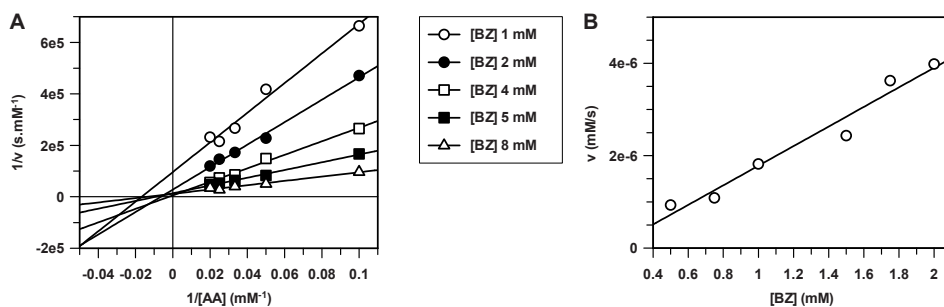 A
1/v (s.mM⁻¹)
6e5
4e5
2e5
0
-2e5
-0.04 -0.02 0 0.02 0.04 0.06 0.08 0.1
1/[AA] (mM⁻¹)
[BZ] 1 mM
[BZ] 2 mM
[BZ] 4 mM
[BZ] 5 mM
[BZ] 8 mM
B
v (mM/s)
4e-6
2e-6
0
0.4 0.6 0.8 1 1.2 1.4 1.6 1.8 2
[BZ] (mM)